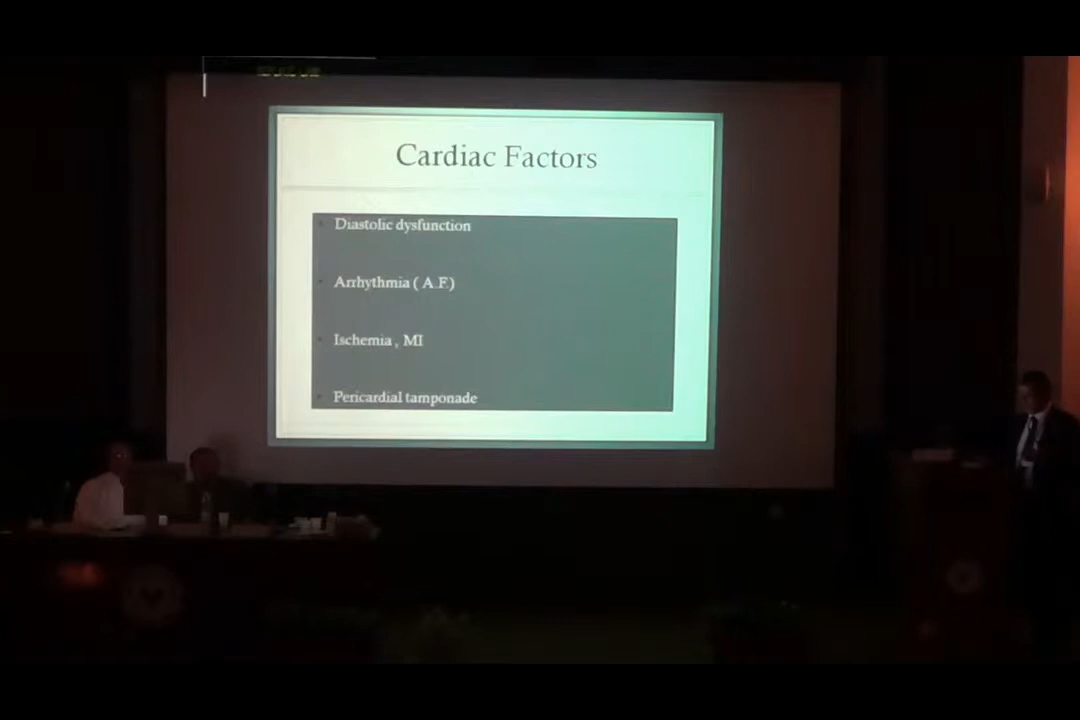 Cardiac Factors
Diastolic dysfunction
Arrhythmia ( A.F.)
Ischemia , MI
Pericardial tamponade